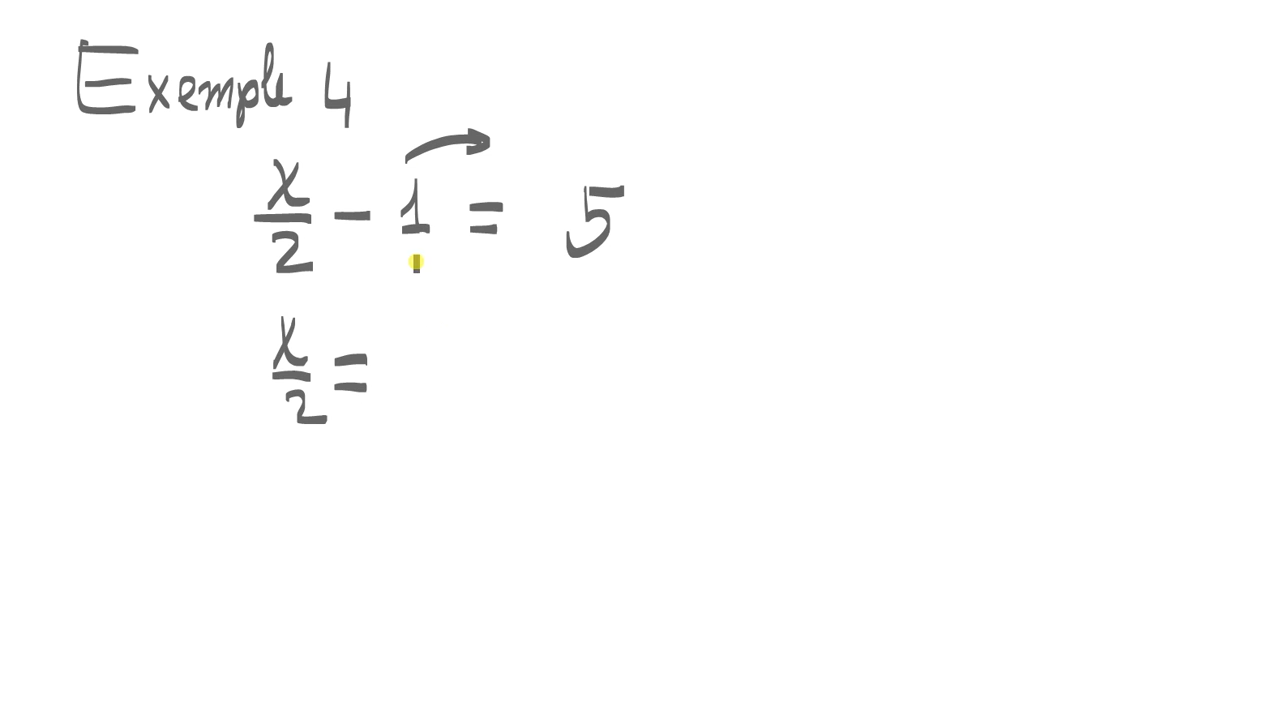 Exemple 4
x/2 - 1 = 5
x/2 =